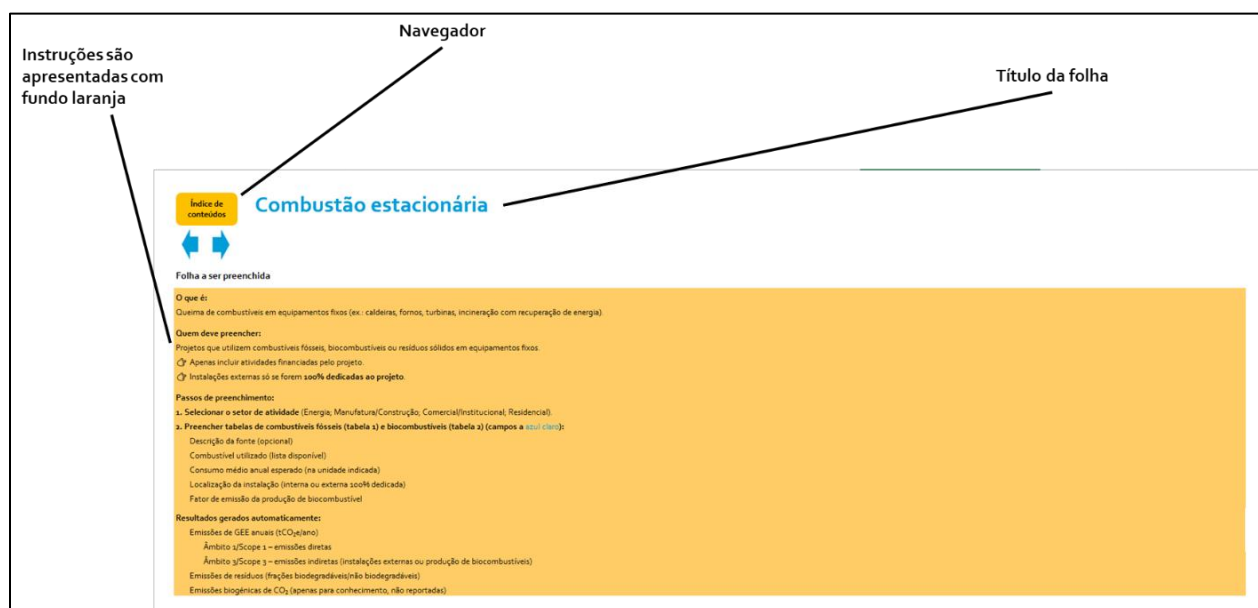 Navegador
Instruções são
apresentadas com
fundo laranja
Título da folha
Índice de
conteúdos
Combustão estacionária
Folha a ser preenchida
O que é:
Queima de combustíveis em equipamentos fixos (ex.: caldeiras, fornos, turbinas, incineração com recuperação de energia).
Quem deve preencher:
Projetos que utilizem combustíveis fósseis, biocombustíveis ou resíduos sólidos em equipamentos fixos.
Apenas incluir atividades financiadas pelo projeto.
Instalações externas só se forem 100% dedicadas ao projeto.
Passos de preenchimento:
1. Selecionar o setor de atividade (Energia; Manufatura/Construção; Comercial/Institucional; Residencial).
2. Preencher tabelas de combustíveis fósseis (tabela 1) e biocombustíveis (tabela 2) (campos a azul claro):
Descrição da fonte (opcional)
Combustível utilizado (lista disponível)
Consumo médio anual esperado (na unidade indicada)
Localização da instalação (interna ou externa 100% dedicada)
Fator de emissão da produção de biocombustível
Resultados gerados automaticamente:
Emissões de GEE anuais (tCO₂e/ano)
Âmbito 1/Scope 1 – emissões diretas
Âmbito 3/Scope 3 – emissões indiretas (instalações externas ou produção de biocombustíveis)
Emissões de resíduos (frações biodegradáveis/não biodegradáveis)
Emissões biogénicas de CO₂ (apenas para conhecimento, não reportadas)